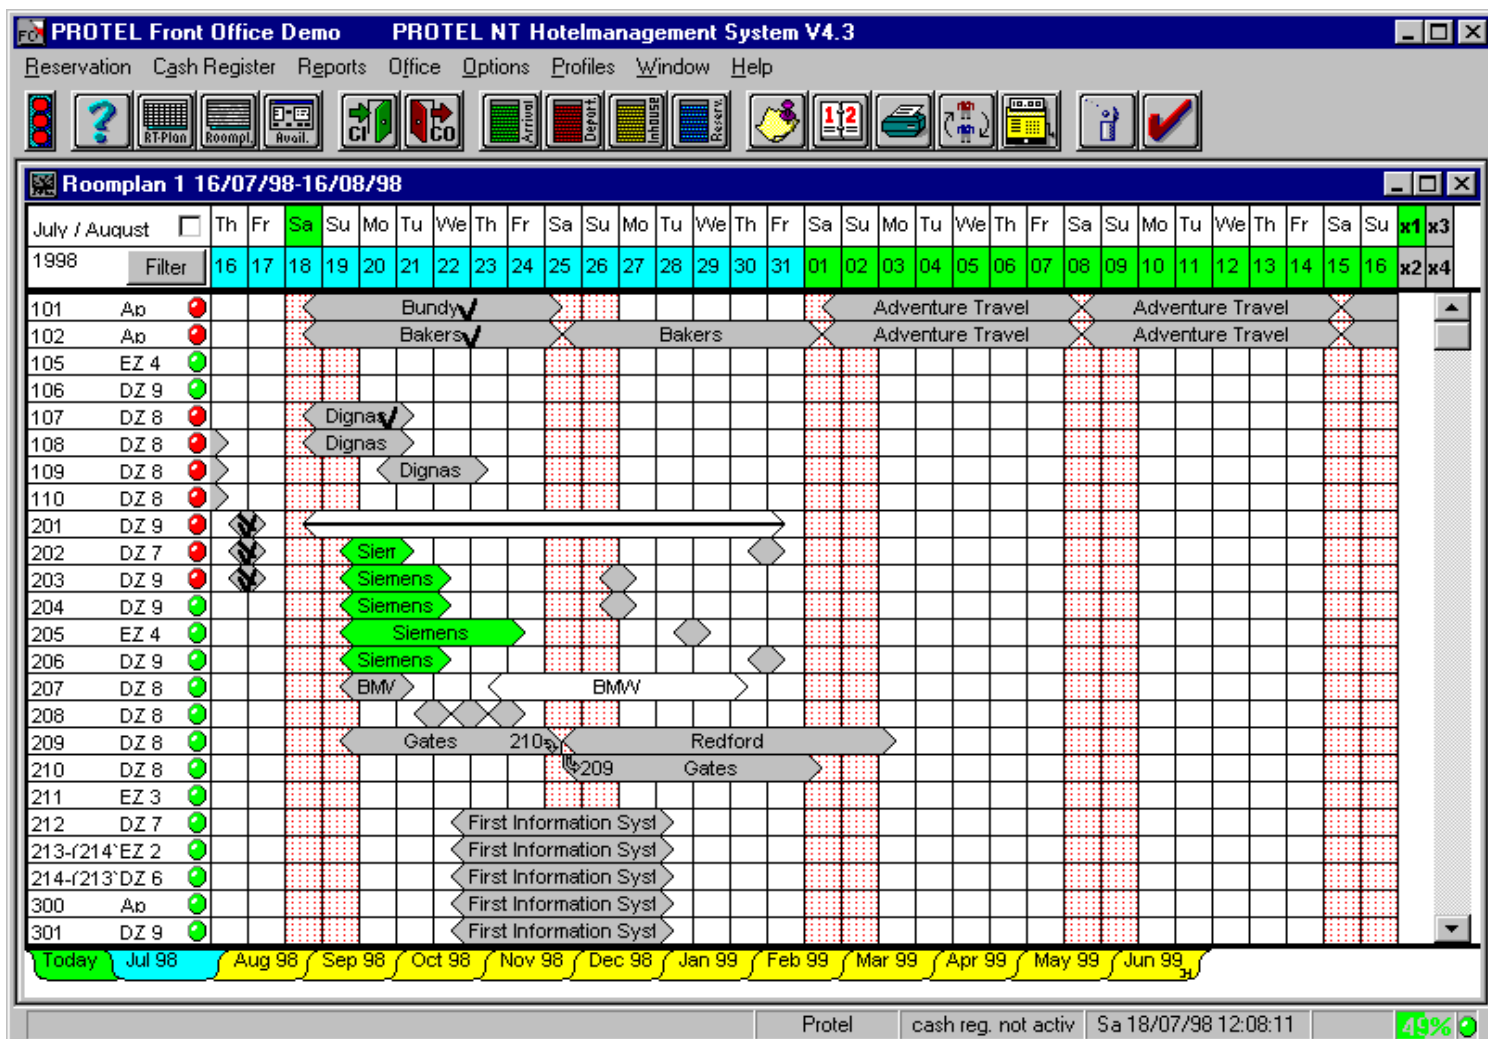 PROTEL Front Office Demo PROTEL NT Hotelmanagement System V4.3
Reservation Cash Register Reports Office Options Profiles Window Help
RT-Plan Roompl. Avail. CI CO Arrival Depart. Inhouse Reserv. 1 2
Roomplan 1 16/07/98-16/08/98
July / August Th Fr Sa Su Mo Tu We Th Fr Sa Su Mo Tu We Th Fr Sa Su Mo Tu We Th Fr Sa Su Mo Tu We Th Fr Sa Su x1 x3
1998 Filter 16 17 18 19 20 21 22 23 24 25 26 27 28 29 30 31 01 02 03 04 05 06 07 08 09 10 11 12 13 14 15 16 x2 x4
101 Ap Bundy Adventure Travel Adventure Travel
102 Ap Bakers Bakers Adventure Travel Adventure Travel
105 EZ 4
106 DZ 9
107 DZ 8 Dignas
108 DZ 8 Dignas
109 DZ 8 Dignas
110 DZ 8
201 DZ 9
202 DZ 7 Siem
203 DZ 9 Siemens
204 DZ 9 Siemens
205 EZ 4 Siemens
206 DZ 9 Siemens
207 DZ 8 BMW BMW
208 DZ 8
209 DZ 8 Gates 210 Redford
210 DZ 8 209 Gates
211 EZ 3
212 DZ 7 First Information Syst
213-(214 EZ 2 First Information Syst
214-(213 DZ 6 First Information Syst
300 Ap First Information Syst
301 DZ 9 First Information Syst
Today Jul 98 Aug 98 Sep 98 Oct 98 Nov 98 Dec 98 Jan 99 Feb 99 Mar 99 Apr 99 May 99 Jun 99
Protel cash reg. not activ Sa 18/07/98 12:08:11 49%